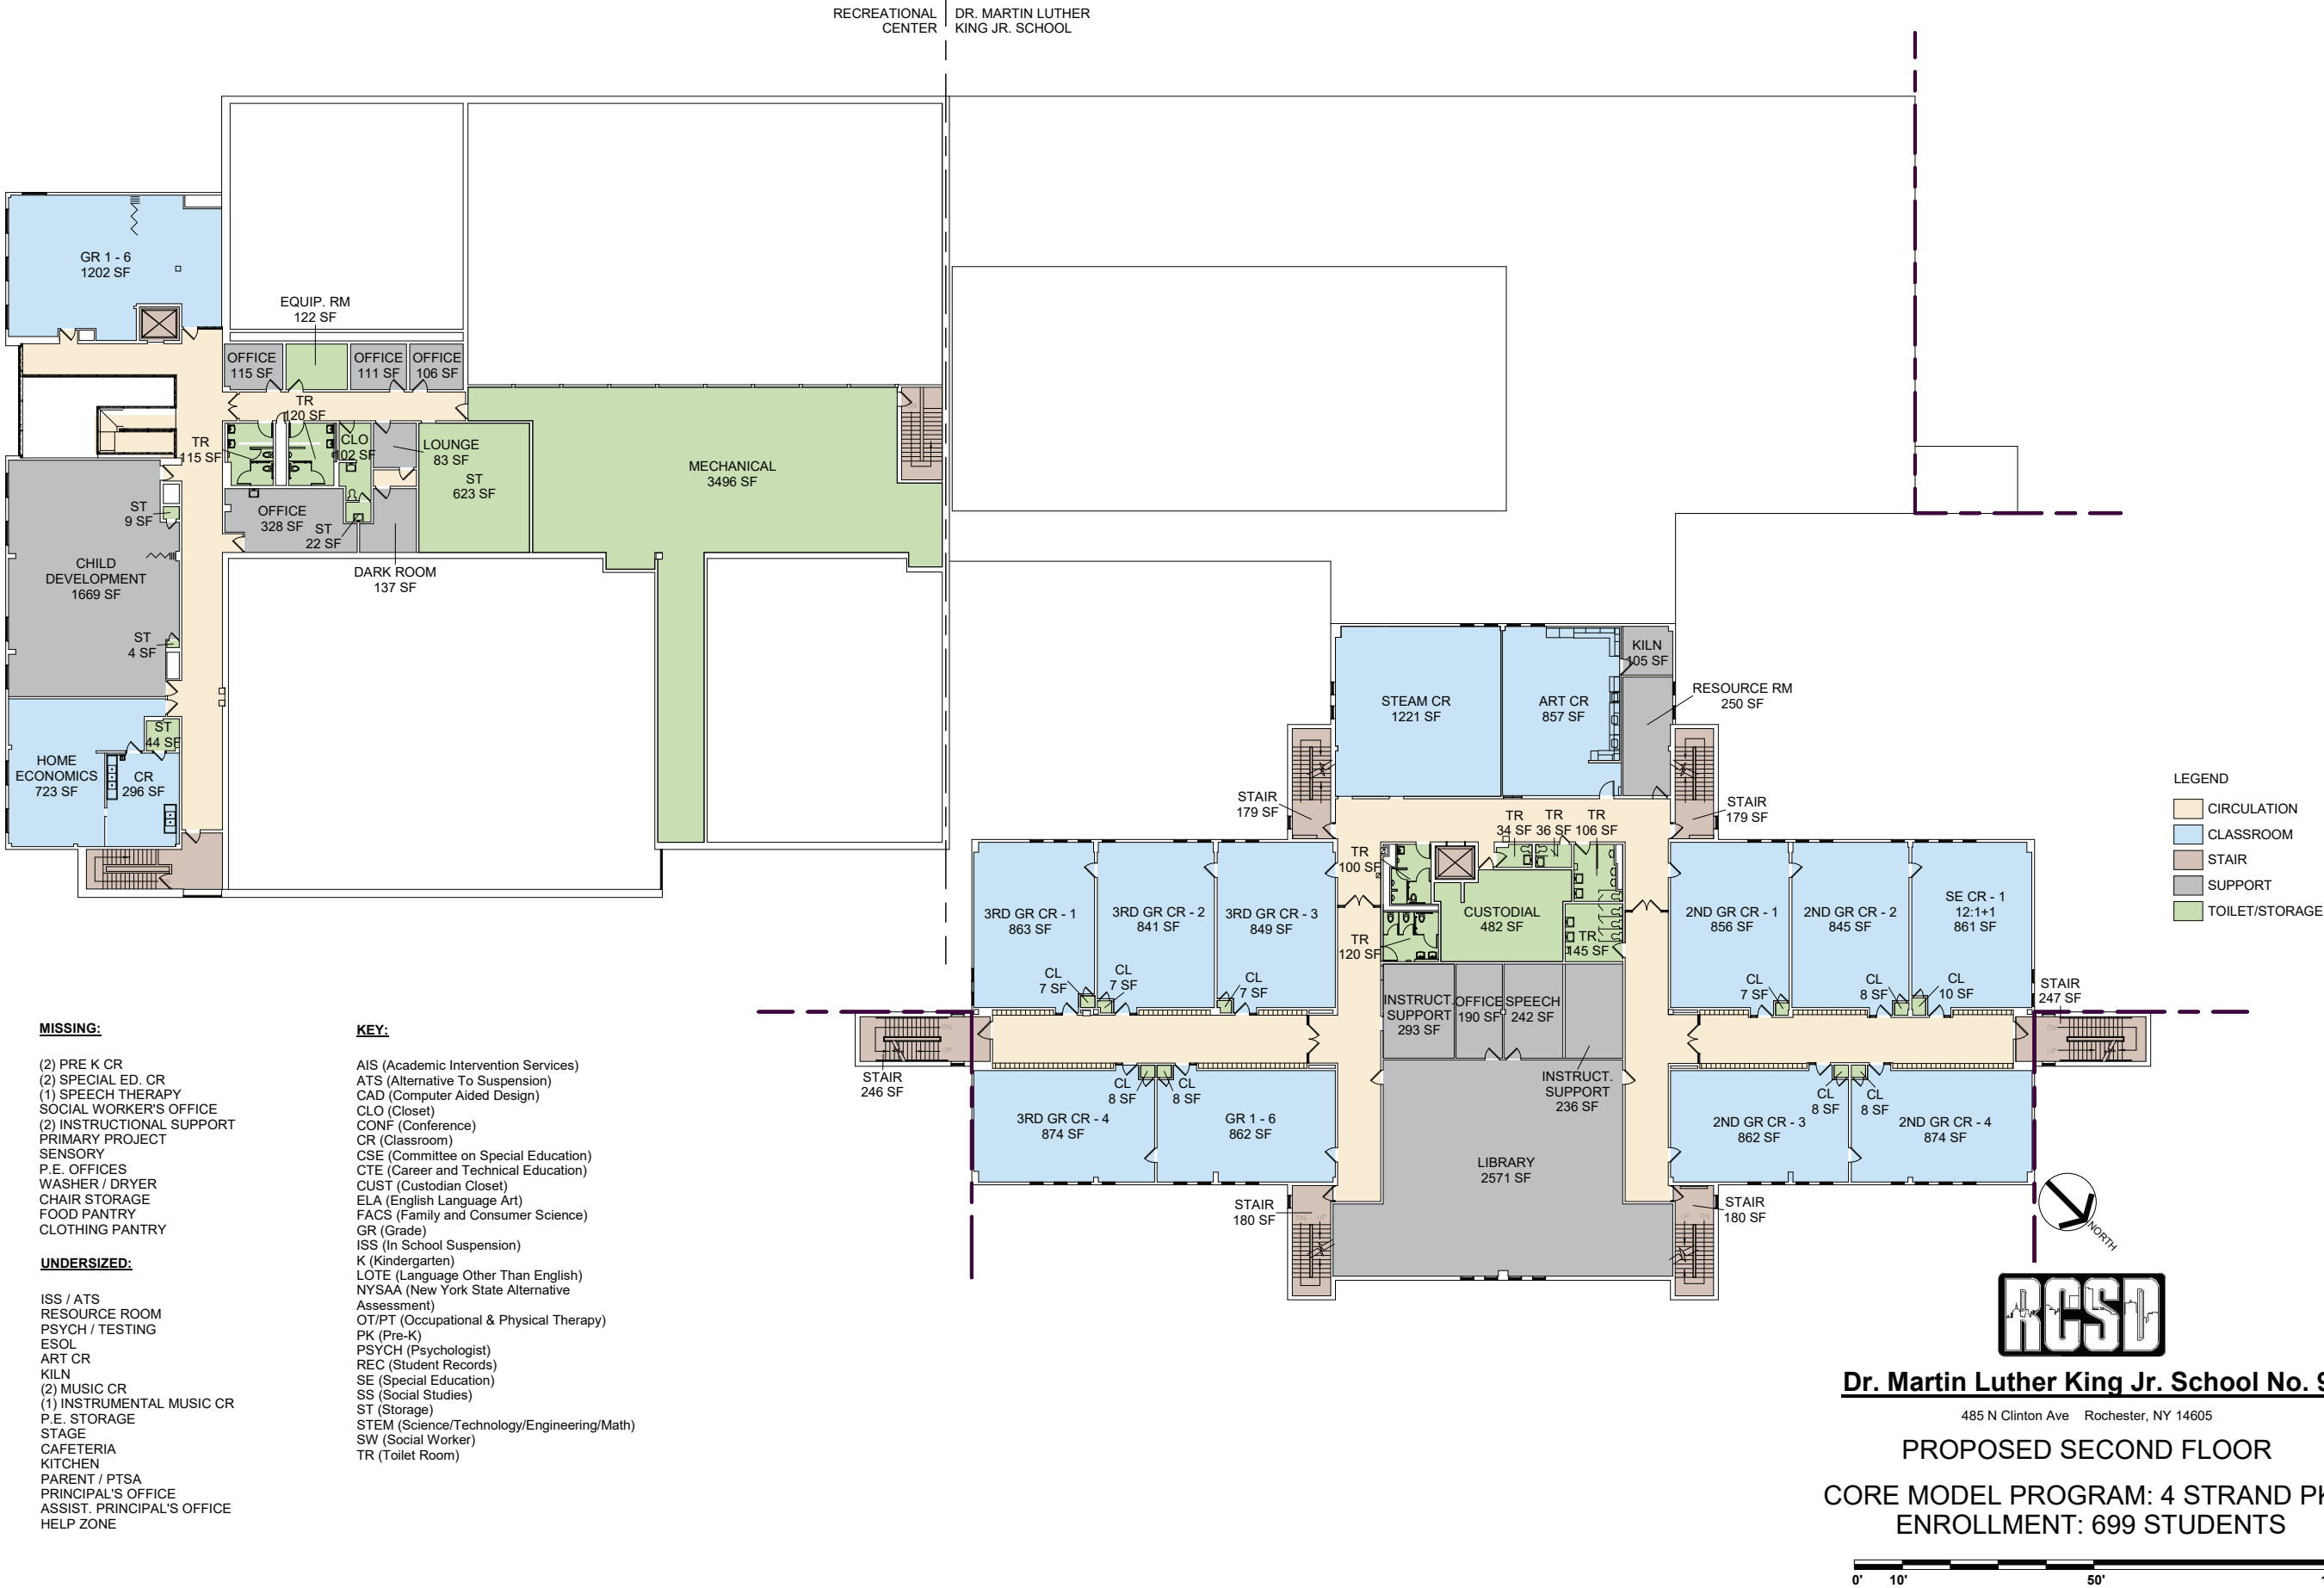 RECREATIONAL
CENTER
DR. MARTIN LUTHER
KING JR. SCHOOL
GR 1 - 6
1202 SF
EQUIP. RM
122 SF
OFFICE
115 SF
OFFICE
111 SF
OFFICE
106 SF
TR
120 SF
TR
115 SF
CLO
102 SF
LOUNGE
83 SF
ST
623 SF
MECHANICAL
3496 SF
ST
9 SF
OFFICE
328 SF
ST
22 SF
DARK ROOM
137 SF
CHILD
DEVELOPMENT
1669 SF
ST
4 SF
ST
44 SF
HOME
ECONOMICS
723 SF
CR
296 SF
STEAM CR
1221 SF
ART CR
857 SF
KILN
105 SF
RESOURCE RM
250 SF
STAIR
179 SF
STAIR
179 SF
TR
34 SF
TR
36 SF
TR
106 SF
TR
100 SF
TR
120 SF
CUSTODIAL
482 SF
TR
145 SF
3RD GR CR - 1
863 SF
3RD GR CR - 2
841 SF
3RD GR CR - 3
849 SF
CL
7 SF
CL
7 SF
CL
7 SF
2ND GR CR - 1
856 SF
2ND GR CR - 2
845 SF
SE CR - 1
12:1+1
861 SF
CL
7 SF
CL
8 SF
CL
10 SF
STAIR
247 SF
DN
UP
INSTRUCT.
SUPPORT
293 SF
OFFICE
190 SF
SPEECH
242 SF
INSTRUCT.
SUPPORT
236 SF
STAIR
246 SF
DN
UP
CL
8 SF
CL
8 SF
3RD GR CR - 4
874 SF
GR 1 - 6
862 SF
LIBRARY
2571 SF
CL
8 SF
CL
8 SF
2ND GR CR - 3
862 SF
2ND GR CR - 4
874 SF
STAIR
180 SF
DN
UP
STAIR
180 SF
UP
DN
NORTH
LEGEND
CIRCULATION
CLASSROOM
STAIR
SUPPORT
TOILET/STORAGE
MISSING:
(2) PRE K CR
(2) SPECIAL ED. CR
(1) SPEECH THERAPY
SOCIAL WORKER'S OFFICE
(2) INSTRUCTIONAL SUPPORT
PRIMARY PROJECT
SENSORY
P.E. OFFICES
WASHER / DRYER
CHAIR STORAGE
FOOD PANTRY
CLOTHING PANTRY
UNDERSIZED:
ISS / ATS
RESOURCE ROOM
PSYCH / TESTING
ESOL
ART CR
KILN
(2) MUSIC CR
(1) INSTRUMENTAL MUSIC CR
P.E. STORAGE
STAGE
CAFETERIA
KITCHEN
PARENT / PTSA
PRINCIPAL'S OFFICE
ASSIST. PRINCIPAL'S OFFICE
HELP ZONE
KEY:
AIS (Academic Intervention Services)
ATS (Alternative To Suspension)
CAD (Computer Aided Design)
CLO (Closet)
CONF (Conference)
CR (Classroom)
CSE (Committee on Special Education)
CTE (Career and Technical Education)
CUST (Custodian Closet)
ELA (English Language Art)
FACS (Family and Consumer Science)
GR (Grade)
ISS (In School Suspension)
K (Kindergarten)
LOTE (Language Other Than English)
NYSAA (New York State Alternative
Assessment)
OT/PT (Occupational & Physical Therapy)
PK (Pre-K)
PSYCH (Psychologist)
REC (Student Records)
SE (Special Education)
SS (Social Studies)
ST (Storage)
STEM (Science/Technology/Engineering/Math)
SW (Social Worker)
TR (Toilet Room)
RCSD
Dr. Martin Luther King Jr. School No. 9
485 N Clinton Ave Rochester, NY 14605
PROPOSED SECOND FLOOR
CORE MODEL PROGRAM: 4 STRAND
ENROLLMENT: 699 STUDENTS
0' 10' 50'